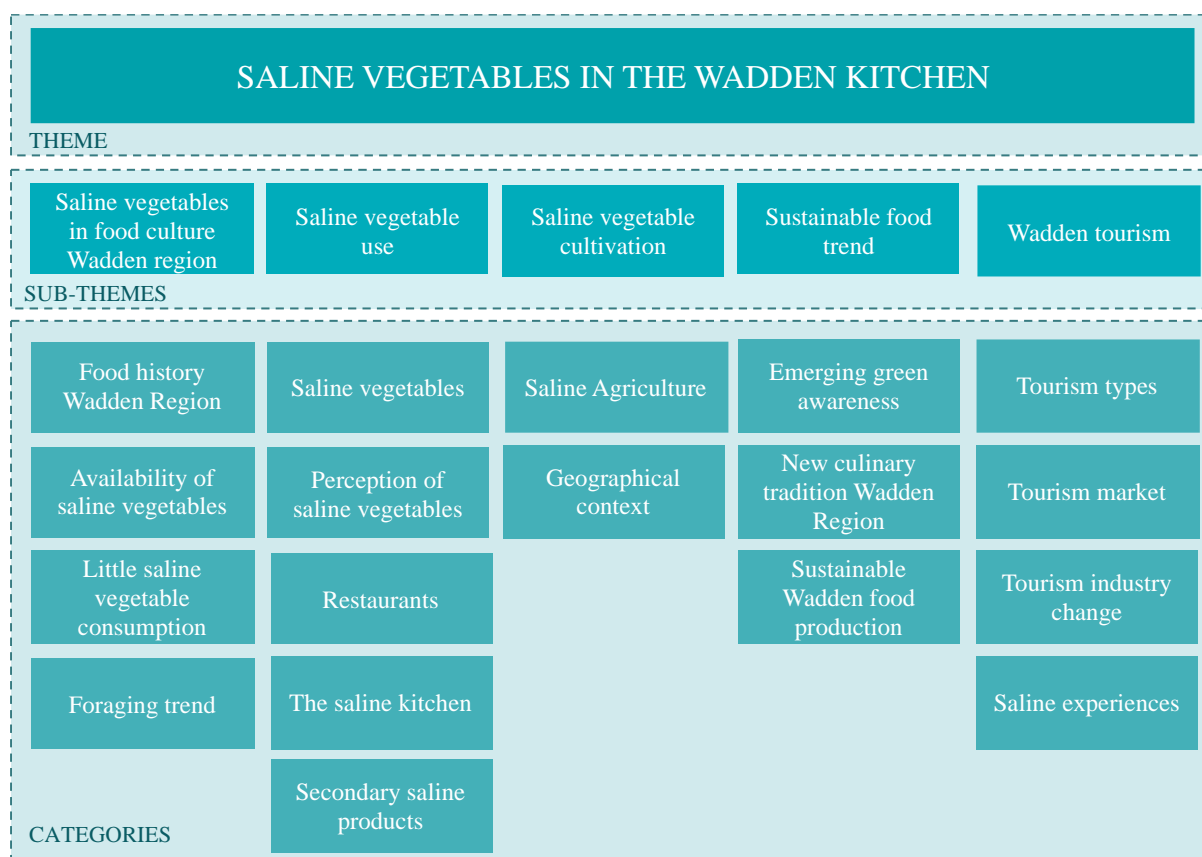 SALINE VEGETABLES IN THE WADDEN KITCHEN
THEME
Saline vegetables
in food culture
Wadden region
Saline vegetable
use
Saline vegetable
cultivation
Sustainable food
trend
Wadden tourism
SUB-THEMES
Food history
Wadden Region
Saline vegetables
Saline Agriculture
Emerging green
awareness
Tourism types
Availability of
saline vegetables
Perception of
saline vegetables
Geographical
context
New culinary
tradition Wadden
Region
Tourism market
Little saline
vegetable
consumption
Restaurants
Sustainable
Wadden food
production
Tourism industry
change
Foraging trend
The saline kitchen
Saline experiences
Secondary saline
products
CATEGORIES